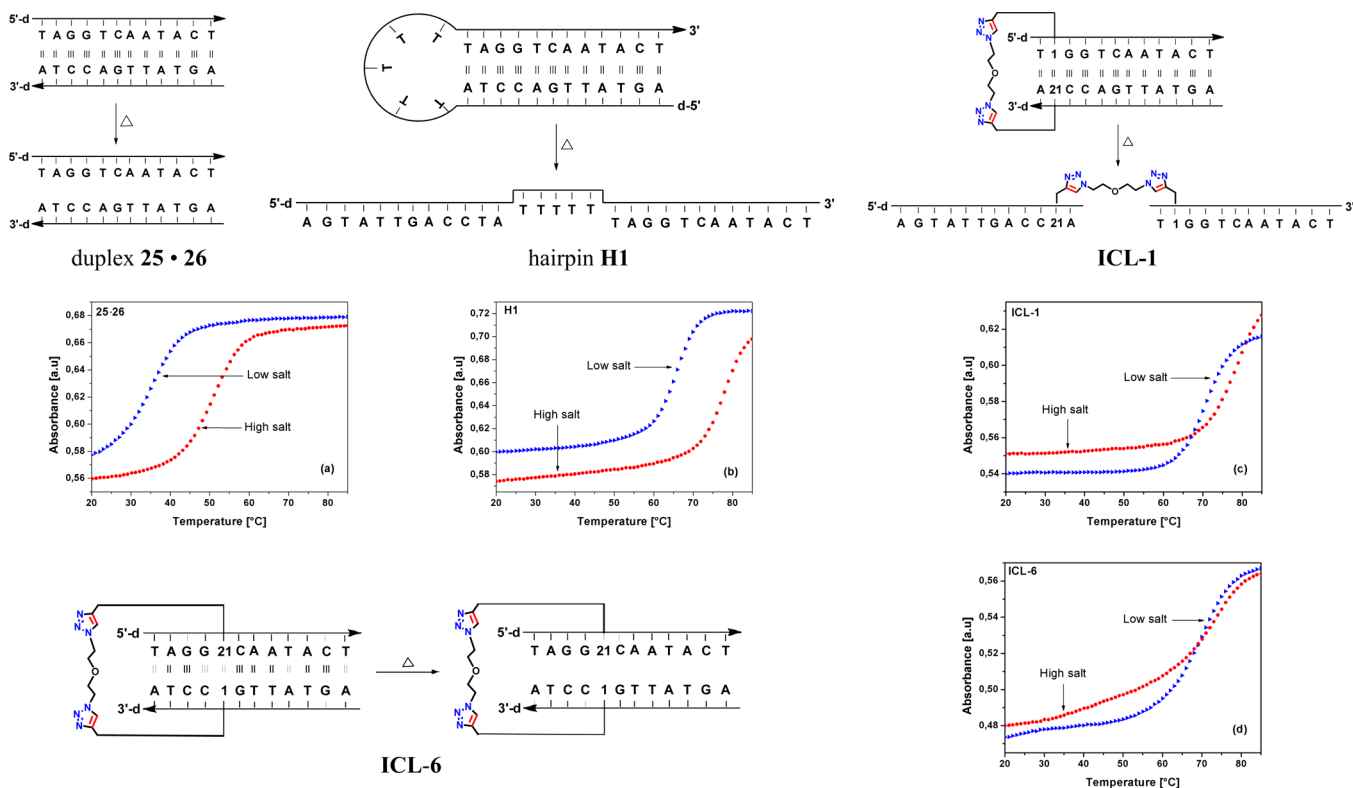 5'-d
T A G G T C A A T A C T
A T C C A G T T A T G A
3'-d
△
5'-d
T A G G T C A A T A C T
A T C C A G T T A T G A
3'-d
duplex 25 • 26
T T T T T
3'
T A G G T C A A T A C T
A T C C A G T T A T G A
d-5'
△
5'-d
3'
A G T A T T G A C C T A T T T T T T A G G T C A A T A C T
hairpin H1
N=N
N
O
N
N=N
5'-d
T 1 G G T C A A T A C T
A 21 C C A G T T A T G A
3'-d
△
N=N
N
O
N
N=N
5'-d
3'
A G T A T T G A C C 21 A
T 1 G G T C A A T A C T
ICL-1
25·26
Absorbance [a.u]
0,68
0,66
0,64
0,62
0,60
0,58
0,56
Low salt
High salt
(a)
20 30 40 50 60 70 80
Temperature [°C]
H1
Absorbance [a.u]
0,72
0,70
0,68
0,66
0,64
0,62
0,60
0,58
Low salt
High salt
(b)
20 30 40 50 60 70 80
Temperature [°C]
ICL-1
Absorbance [a.u]
0,62
0,60
0,58
0,56
0,54
Low salt
High salt
(c)
20 30 40 50 60 70 80
Temperature [°C]
N=N
N
O
N
N=N
5'-d
T A G G 21 C A A T A C T
A T C C 1 G T T A T G A
3'-d
△
N=N
N
O
N
N=N
5'-d
T A G G 21 C A A T A C T
A T C C 1 G T T A T G A
3'-d
ICL-6
ICL-6
Absorbance [a.u]
0,56
0,54
0,52
0,50
0,48
Low salt
High salt
(d)
20 30 40 50 60 70 80
Temperature [°C]